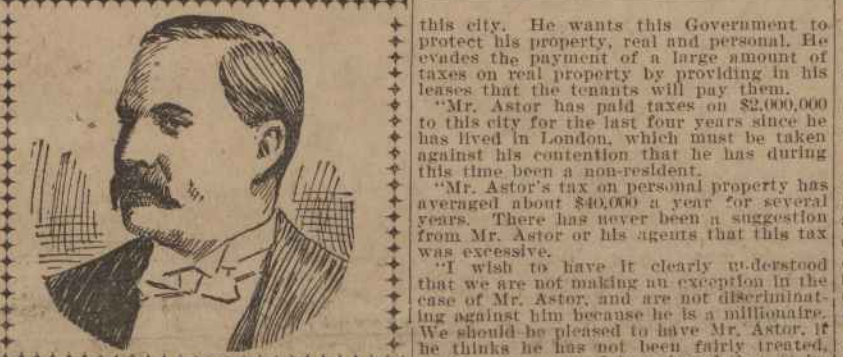 this city. He wants this Government to
protect his property, real and personal. He
evades the payment of a large amount of
taxes on real property by providing in his
leases that the tenants will pay them.
"Mr. Astor has paid taxes on $2,000,000
to this city for the last four years since he
has lived in London, which must be taken
against his contention that he has during
this time been a non-resident.
"Mr. Astor's tax on personal property has
averaged about $40,000 a year for several
years. There has never been a suggestion
from Mr. Astor or his agents that this tax
was excessive.
"I wish to have it clearly understood
that we are not making an exception in the
case of Mr. Astor, and are not discriminat-
ing against him because he is a millionaire.
We should be pleased to have Mr. Astor, if
he thinks he has not been fairly treated,